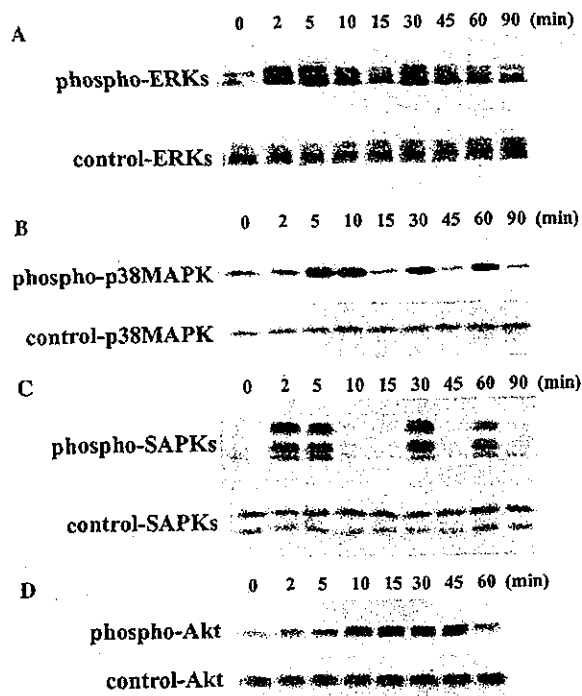 A
0 2 5 10 15 30 45 60 90 (min)
phospho-ERKs
control-ERKs
B
0 2 5 10 15 30 45 60 90 (min)
phospho-p38MAPK
control-p38MAPK
C
0 2 5 10 15 30 45 60 90 (min)
phospho-SAPKs
control-SAPKs
D
0 2 5 10 15 30 45 60 (min)
phospho-Akt
control-Akt